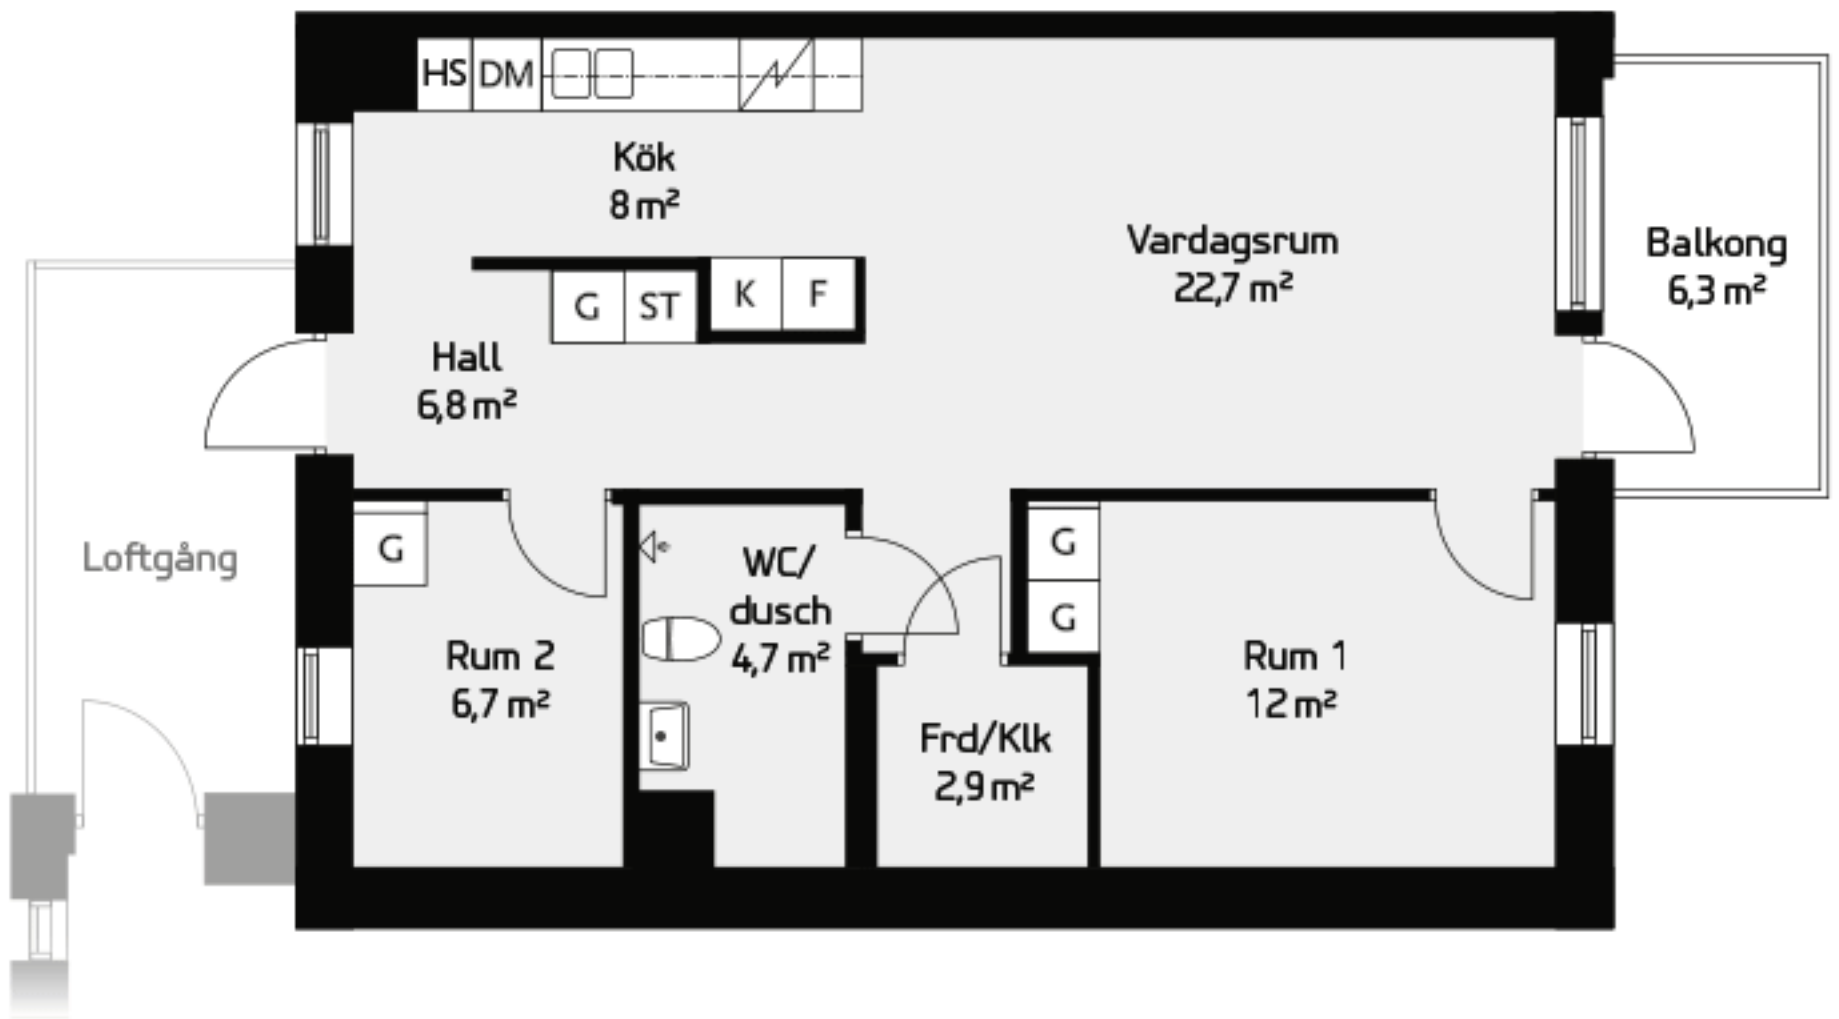 HS
DM
Kök
8 m²
Vardagsrum
22,7 m²
Balkong
6,3 m²
G
ST
K
F
Hall
6,8 m²
Loftgång
G
WC/
dusch
4,7 m²
G
G
Rum 2
6,7 m²
Rum 1
12 m²
Frd/Klk
2,9 m²